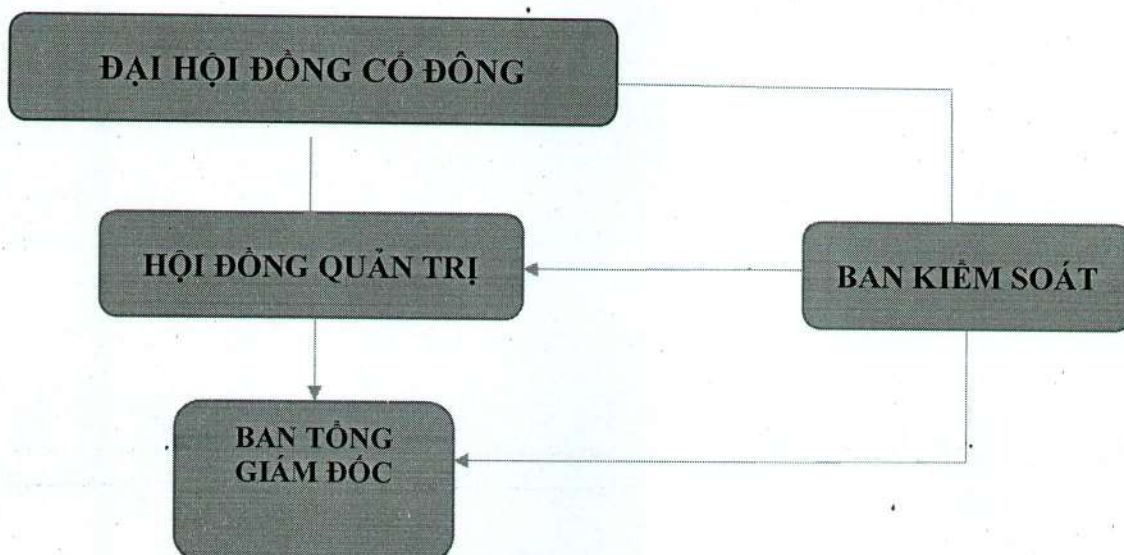 ĐẠI HỘI ĐỒNG CỔ ĐÔNG
HỘI ĐỒNG QUẢN TRỊ
BAN KIỂM SOÁT
BAN TỔNG
GIÁM ĐỐC